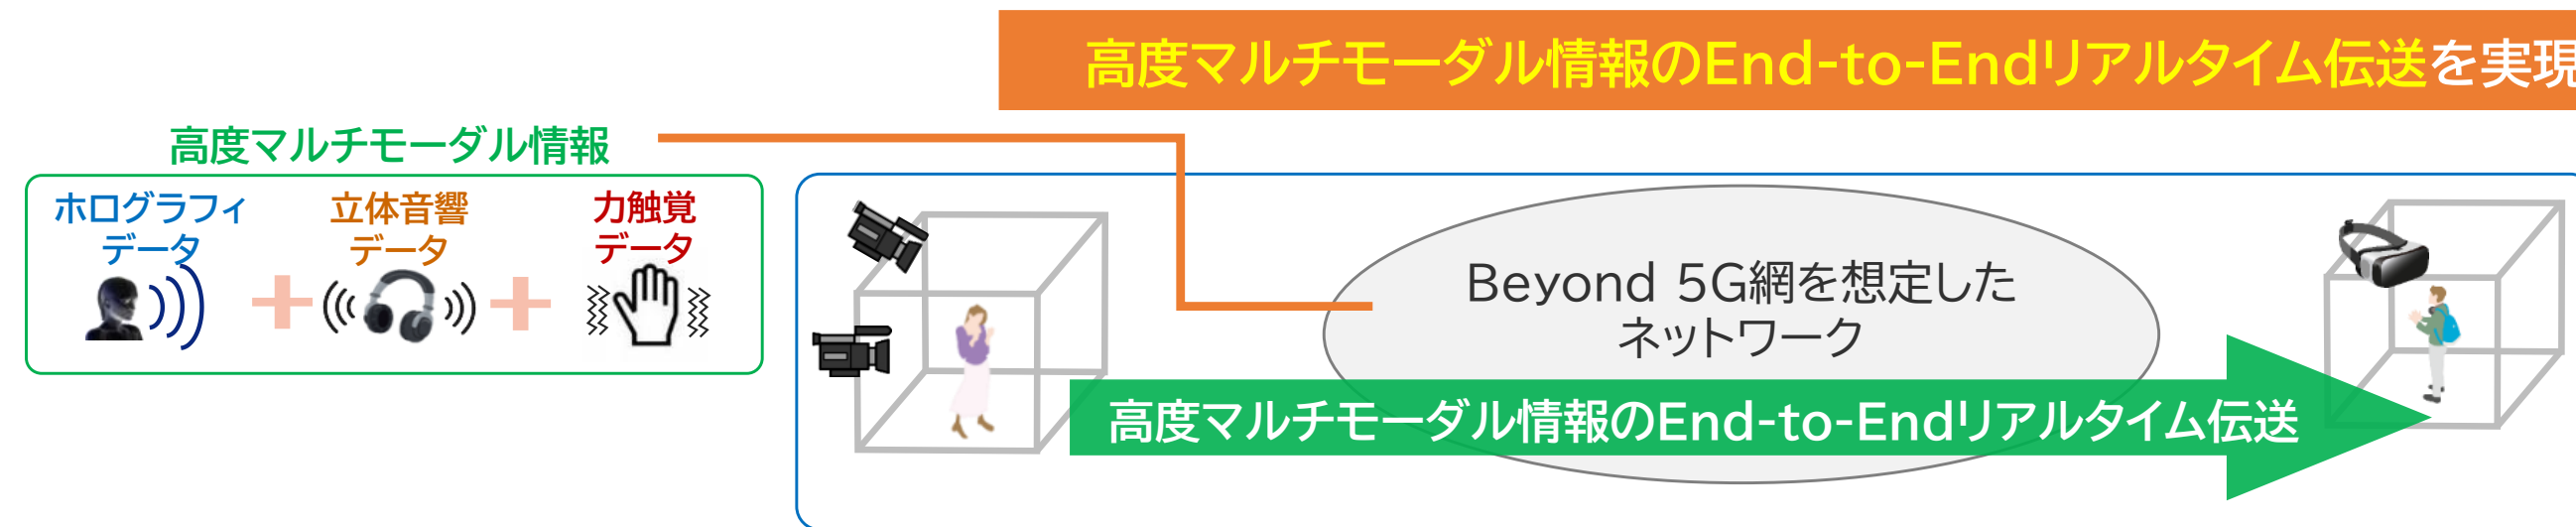 高度マルチモーダル情報のEnd-to-Endリアルタイム伝送を実現
高度マルチモーダル情報
ホログラフィ
データ
立体音響
データ
力触覚
データ
Beyond 5G網を想定した
ネットワーク
高度マルチモーダル情報のEnd-to-Endリアルタイム伝送